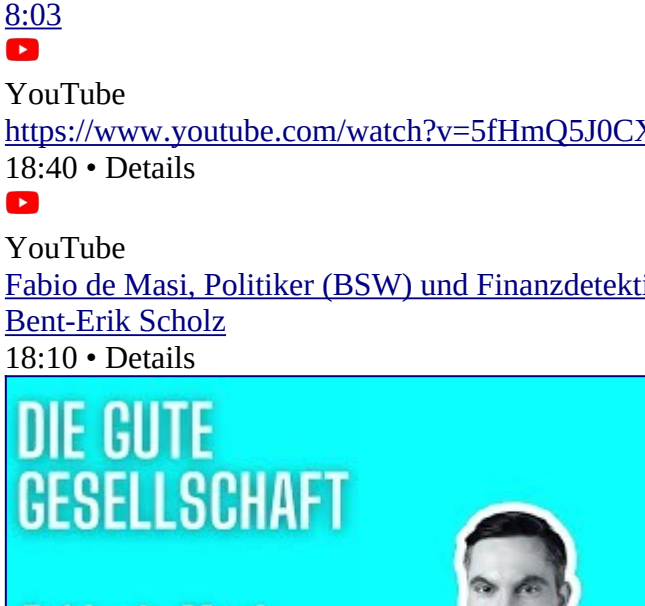 8:03
YouTube
https://www.youtube.com/watch?v=5fHmQ5J0C
18:40 • Details
YouTube
Fabio de Masi, Politiker (BSW) und Finanzdetekti
Bent-Erik Scholz
18:10 • Details
DIE GUTE
GESELLSCHAFT